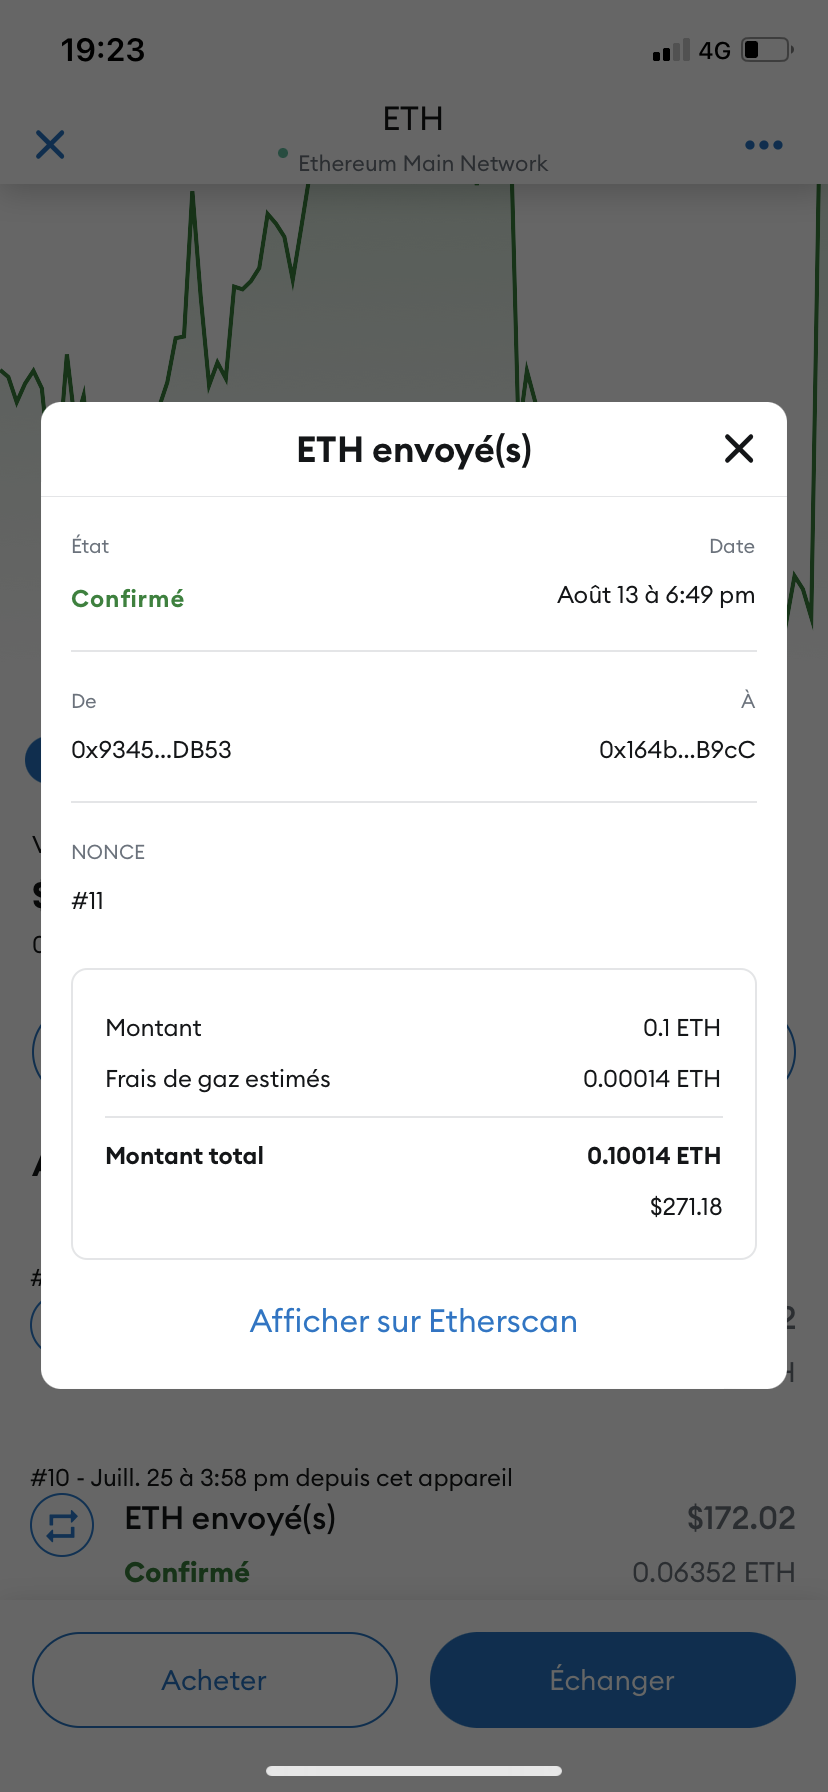 19:23
4G
ETH
Ethereum Main Network
ETH envoyé(s)
État
Date
Confirmé
Août 13 à 6:49 pm
De
À
0x9345...DB53
0x164b...B9cC
NONCE
#11
Montant
0.1 ETH
Frais de gaz estimés
0.00014 ETH
Montant total
0.10014 ETH
$271.18
Afficher sur Etherscan
#10 - Juill. 25 à 3:58 pm depuis cet appareil
ETH envoyé(s)
$172.02
Confirmé
0.06352 ETH
Acheter
Échanger